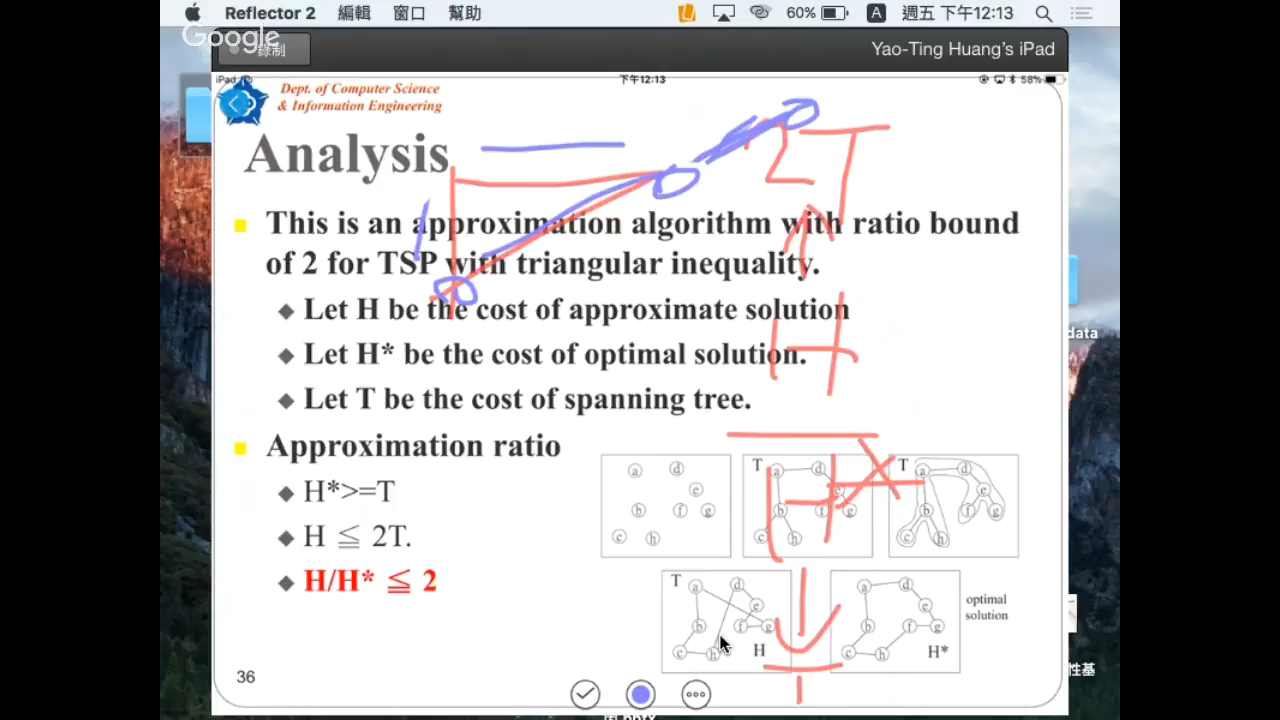 Reflector 2 編輯 窗口 幫助 60% A 週五 下午12:13
Google
錄制 Yao-Ting Huang's iPad
iPad 下午12:13 58%
Dept. of Computer Science
& Information Engineering
Analysis
2T
This is an approximation algorithm with ratio bound
of 2 for TSP with triangular inequality.
Let H be the cost of approximate solution
H
Let H* be the cost of optimal solution.
data
Let T be the cost of spanning tree.
Approximation ratio
H*>=T
H ≦ 2T.
H/H* ≦ 2
a d e b f g c h
T a d e b f g c h
T a d e b f g c h
H*
T a d e b f g c h H
a d e b f g c h H*
optimal
solution
性基
36